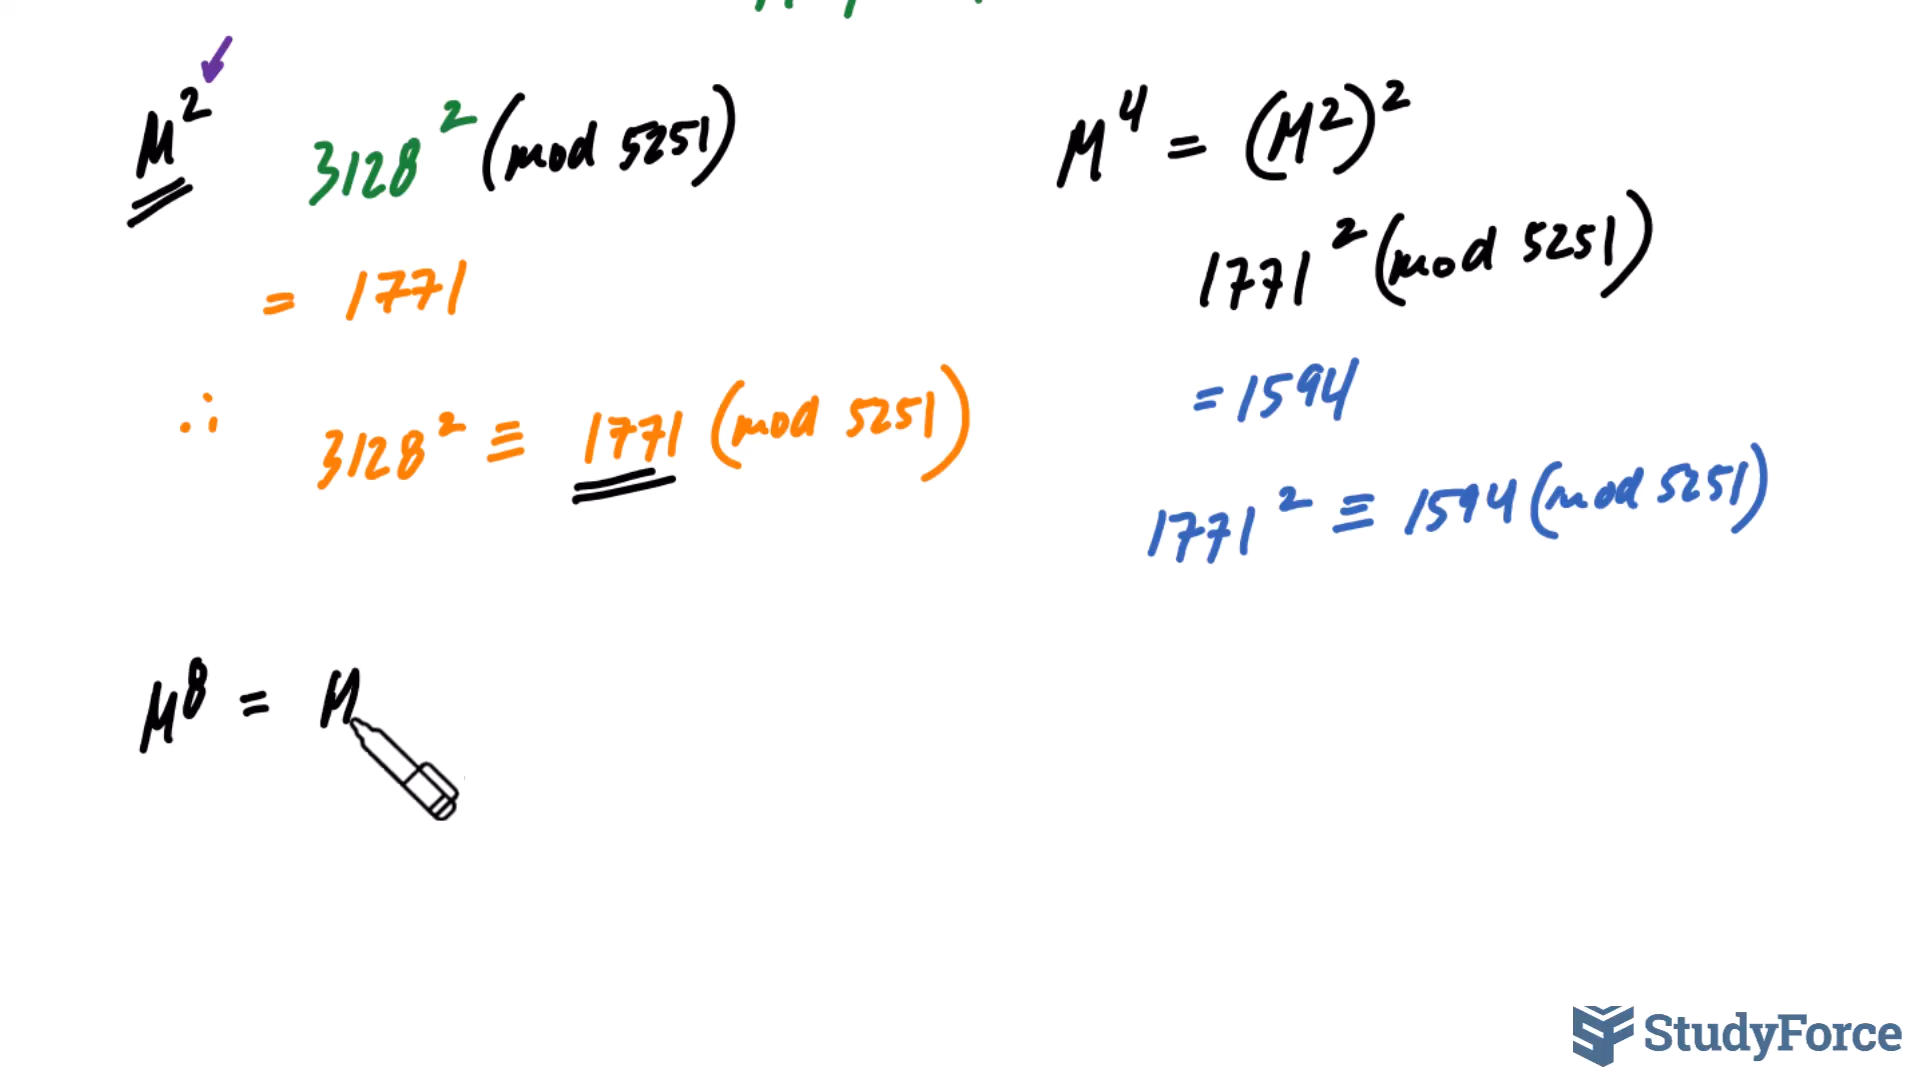 M² 3128² (mod 5251)
= 1771
∴ 3128² ≡ 1771 (mod 5251)
M⁴ = (M²)²
1771² (mod 5251)
= 1594
1771² ≡ 1594 (mod 5251)
M⁸ = M
StudyForce